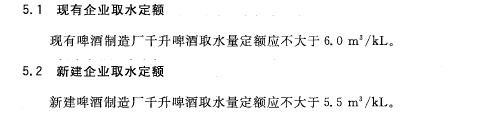 5.1 现有企业取水定额
现有啤酒制造厂千升啤酒取水量定额应不大于 6.0 m³/kL。
5.2 新建企业取水定额
新建啤酒制造厂千升啤酒取水量定额应不大于 5.5 m³/kL。